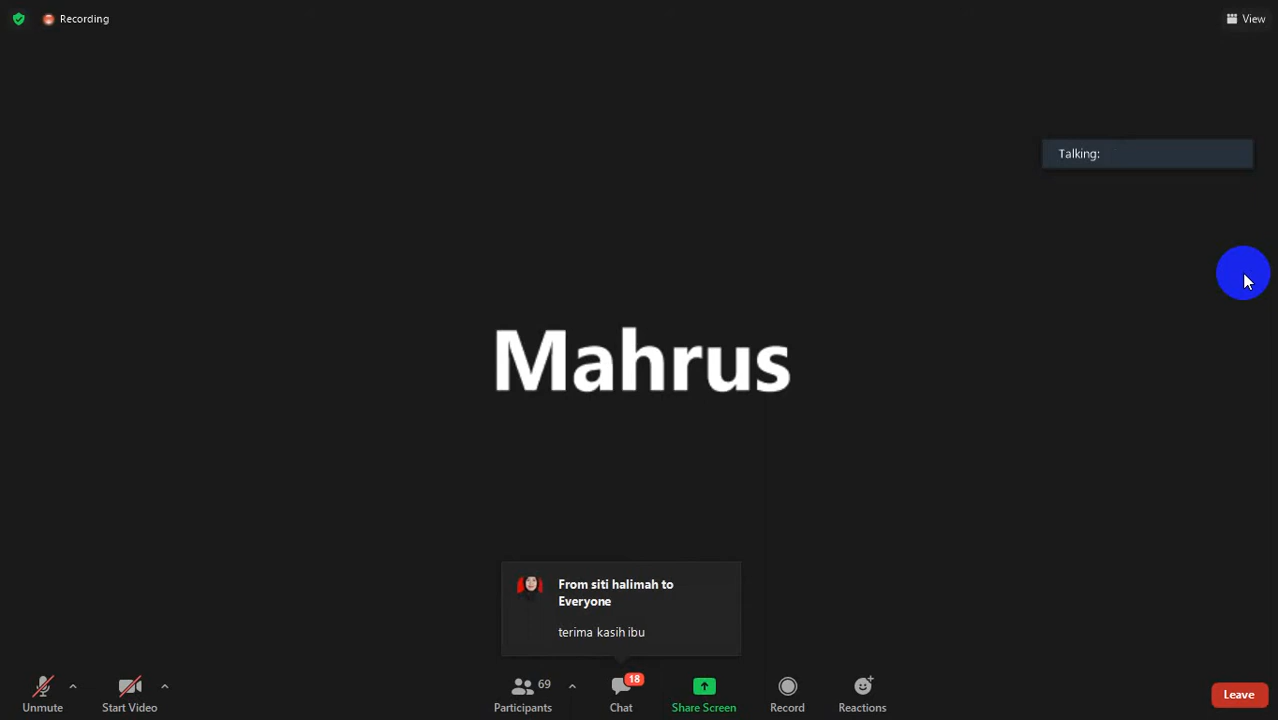 Recording
View
Talking:
Mahrus
From siti halimah to
Everyone
terima kasih ibu
69
18
Unmute
Start Video
Participants
Chat
Share Screen
Record
Reactions
Leave